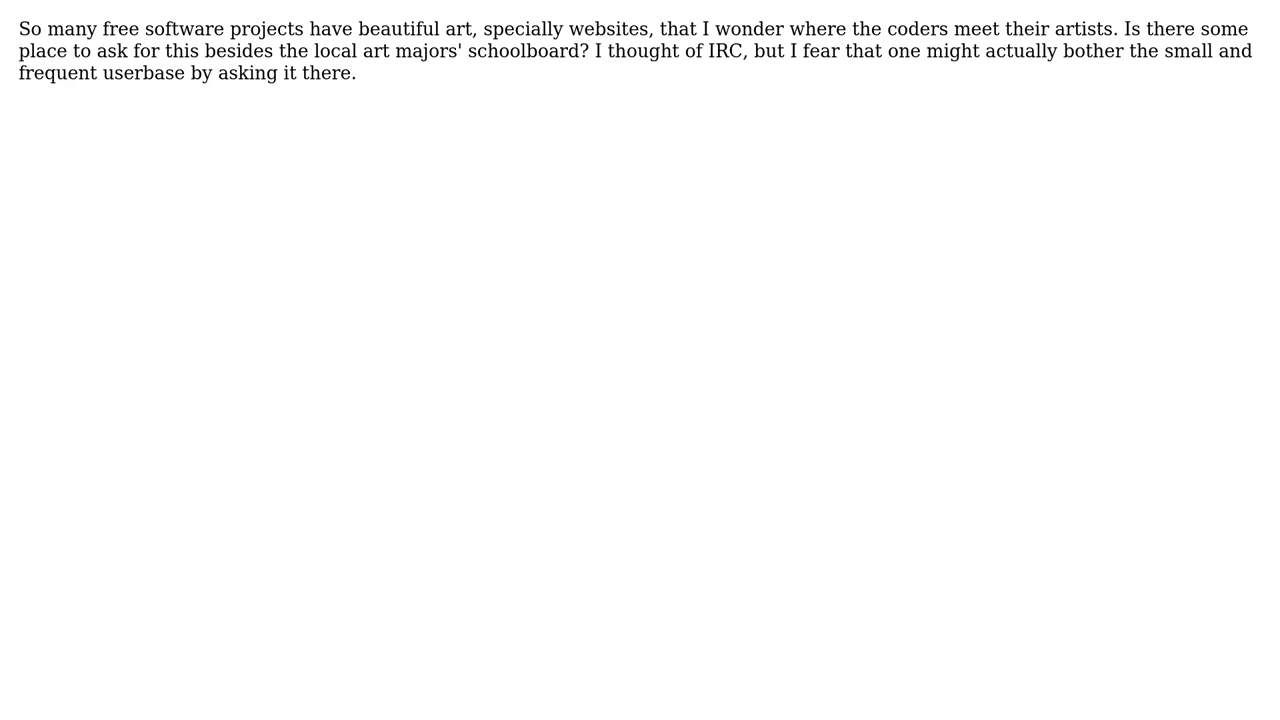 So many free software projects have beautiful art, specially websites, that I wonder where the coders meet their artists. Is there some
place to ask for this besides the local art majors' schoolboard? I thought of IRC, but I fear that one might actually bother the small and
frequent userbase by asking it there.